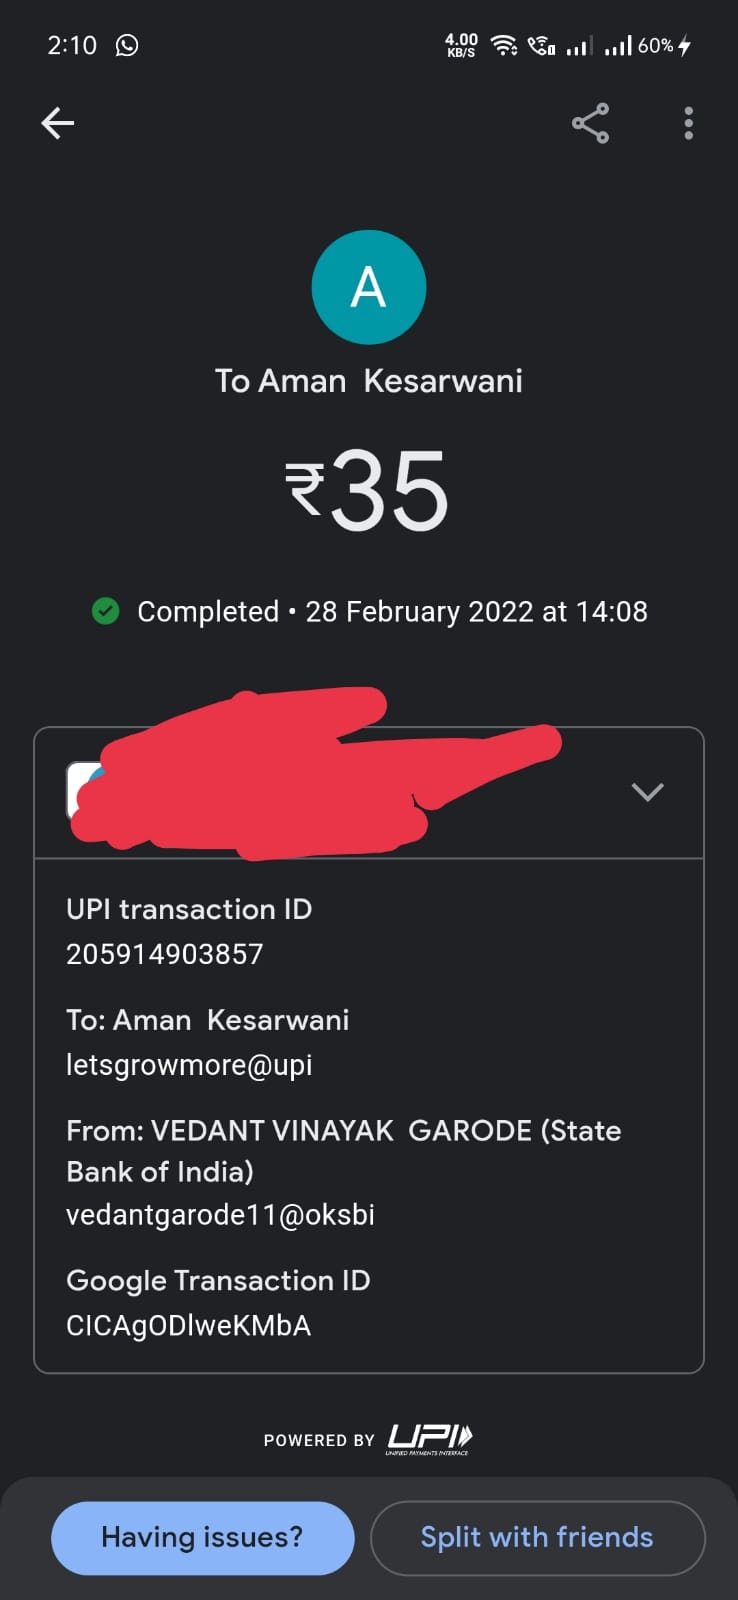 2:10
4.00
KB/S
60%
A
To Aman Kesarwani
₹35
Completed • 28 February 2022 at 14:08
UPI transaction ID
205914903857
To: Aman Kesarwani
letsgrowmore@upi
From: VEDANT VINAYAK GARODE (State
Bank of India)
vedantgarode11@oksbi
Google Transaction ID
CICAgODlweKMbA
POWERED BY UPI
UNIFIED PAYMENTS INTERFACE
Having issues?
Split with friends